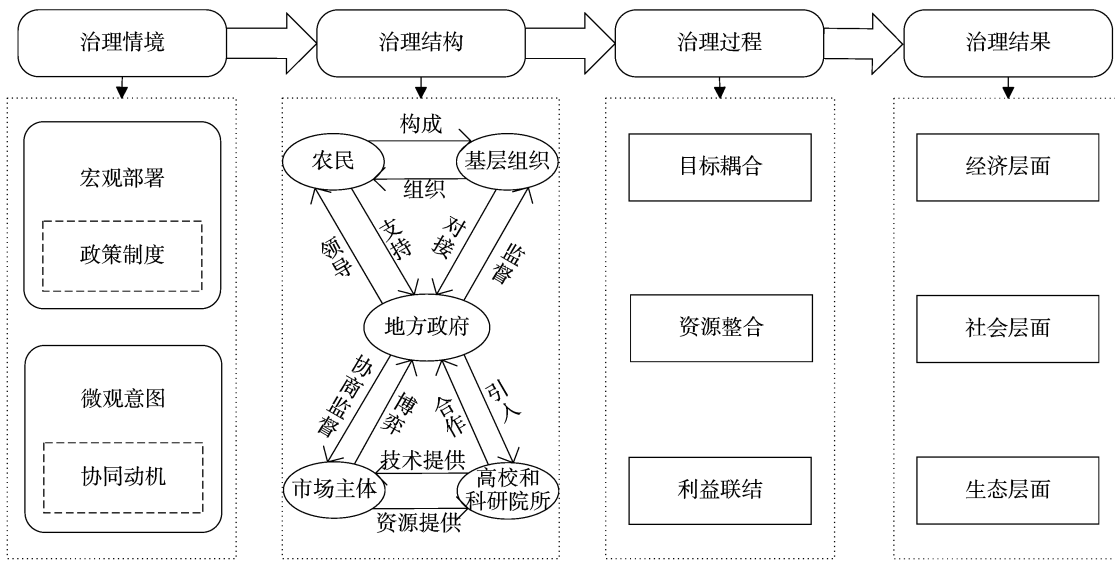 治理情境
治理结构
治理过程
治理结果
宏观部署
政策制度
微观意图
协同动机
构成
农民
基层组织
组织
领导
支持
对接
监督
地方政府
协商监督
博弈
合作
引人
技术提供
市场主体
高校和
科研院所
资源提供
目标耦合
资源整合
利益联结
经济层面
社会层面
生态层面